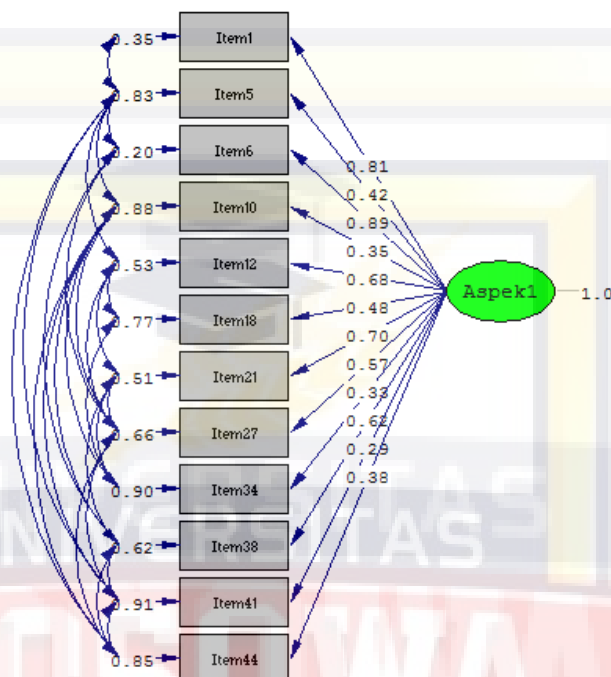 0.35 Item1
0.83 Item5
0.20 Item6
0.81
0.42
0.88 Item10
0.89
0.35
0.53 Item12
0.68
Aspek1 1.0
0.48
0.77 Item18
0.70
0.51 Item21
0.57
0.33
0.66 Item27
0.62
0.29
0.90 Item34
0.38
0.62 Item38
UNIVERSITAS
0.91 Item41
0.85 Item44